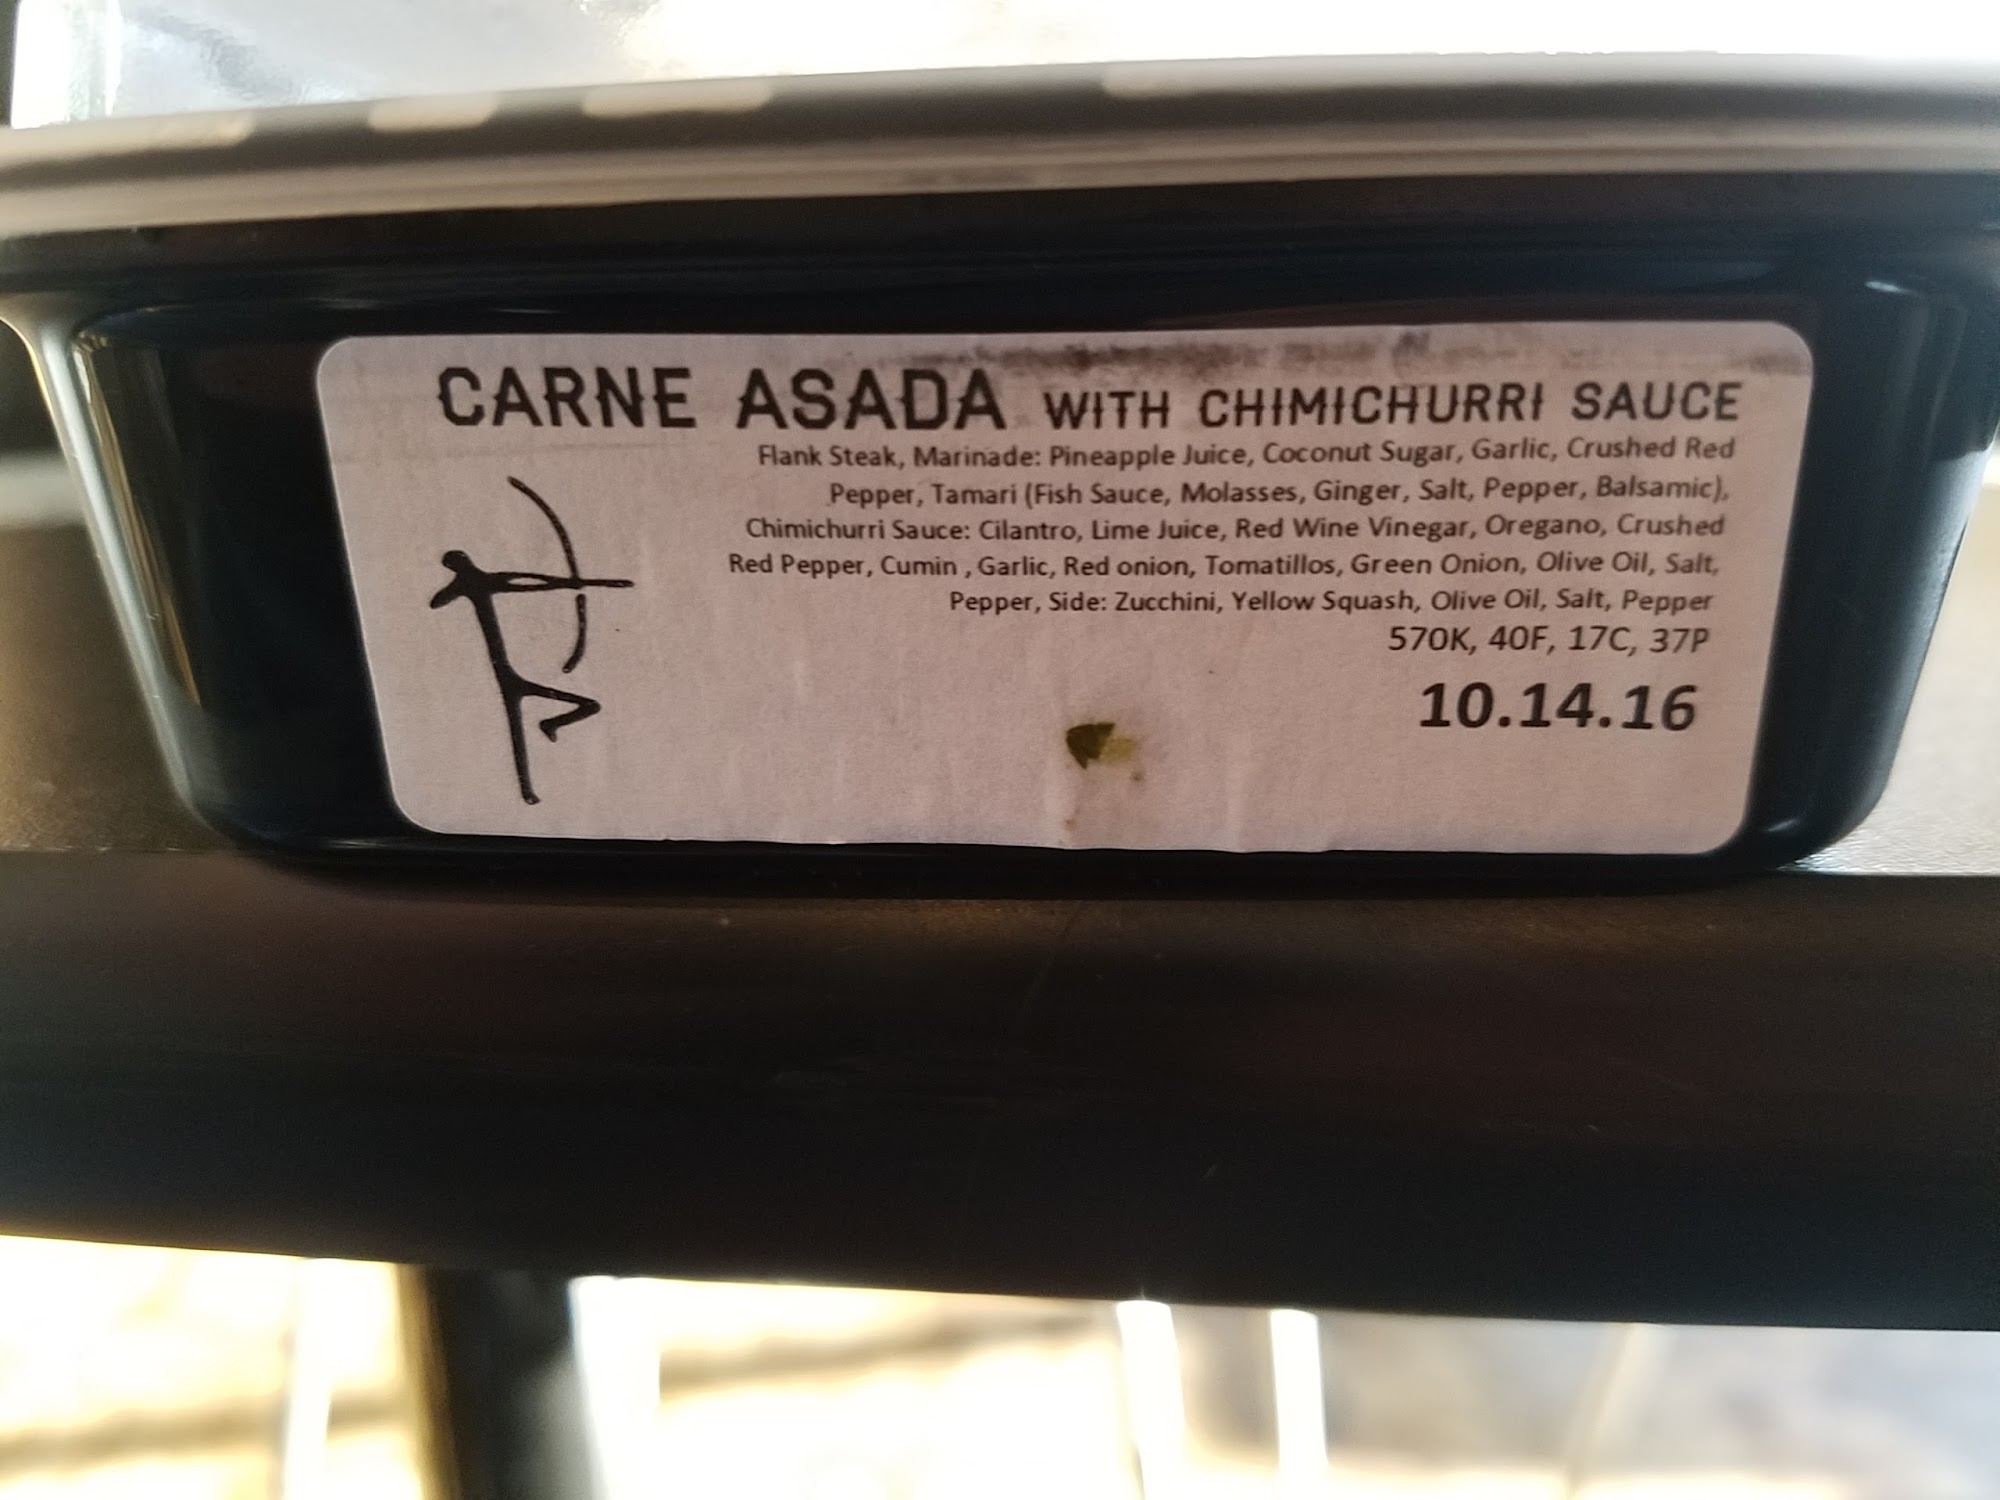 CARNE ASADA WITH CHIMICHURRI SAUCE
Flank Steak, Marinade: Pineapple Juice, Coconut Sugar, Garlic, Crushed Red
Pepper, Tamari (Fish Sauce, Molasses, Ginger, Salt, Pepper, Balsamic),
Chimichurri Sauce: Cilantro, Lime Juice, Red Wine Vinegar, Oregano, Crushed
Red Pepper, Cumin , Garlic, Red onion, Tomatillos, Green Onion, Olive Oil, Salt,
Pepper, Side: Zucchini, Yellow Squash, Olive Oil, Salt, Pepper
570K, 40F, 17C, 37P
10.14.16